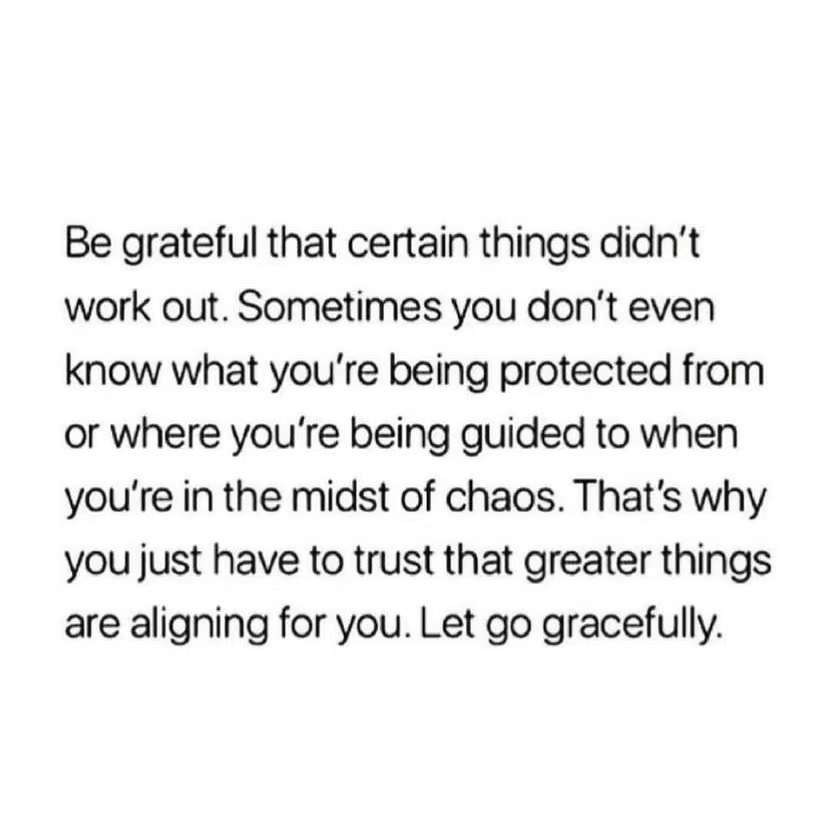 Be grateful that certain things didn't
work out. Sometimes you don't even
know what you're being protected from
or where you're being guided to when
you're in the midst of chaos. That's why
you just have to trust that greater things
are aligning for you. Let go gracefully.